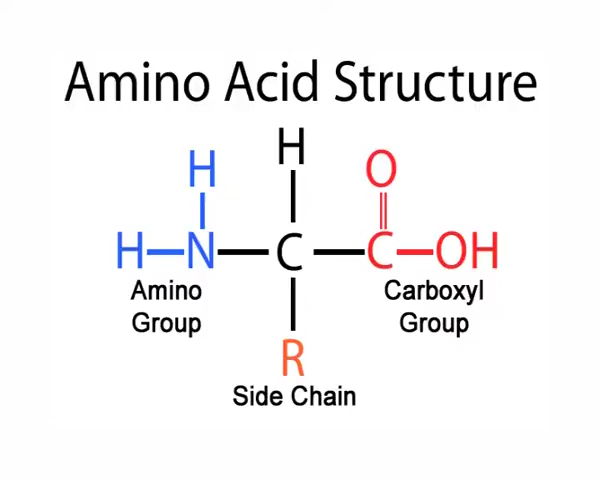 Amino Acid Structure
H
H
O
H N C C OH
Amino
Group
Carboxyl
Group
R
Side Chain